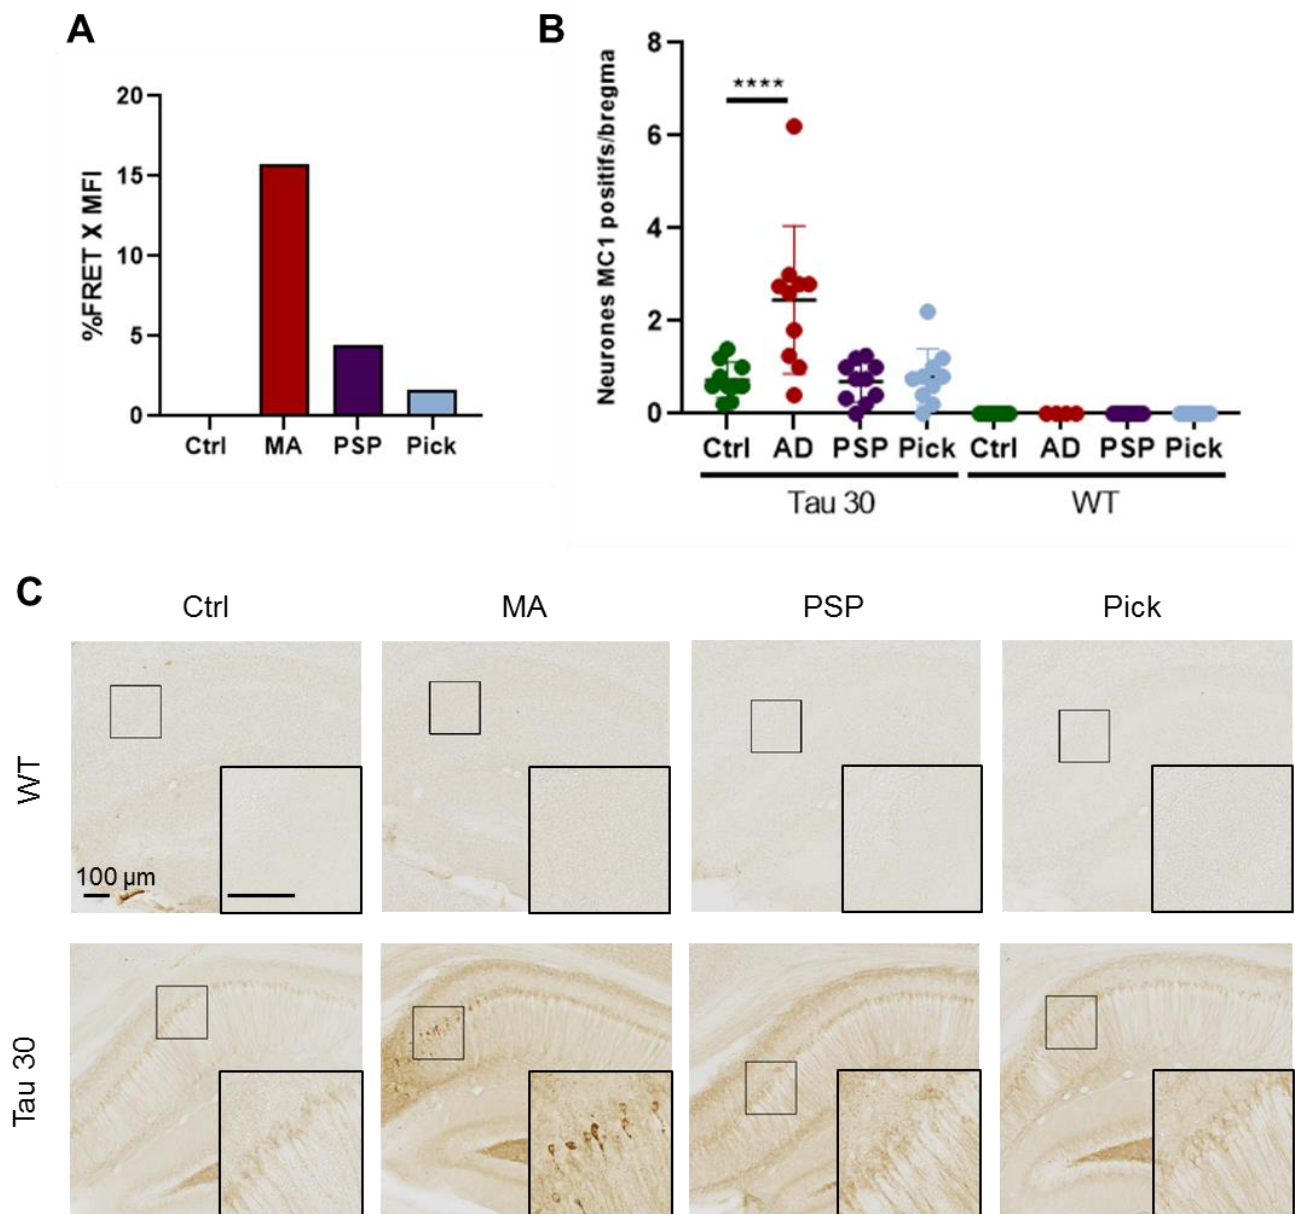 A
%FRET X MFI
20
15
10
5
0
Ctrl MA PSP Pick
B
Neurones MC1 positifs/bregma
8
6
4
2
0
****
Ctrl AD PSP Pick Ctrl AD PSP Pick
Tau 30 WT
C
Ctrl MA PSP Pick
WT
100 µm
Tau 30